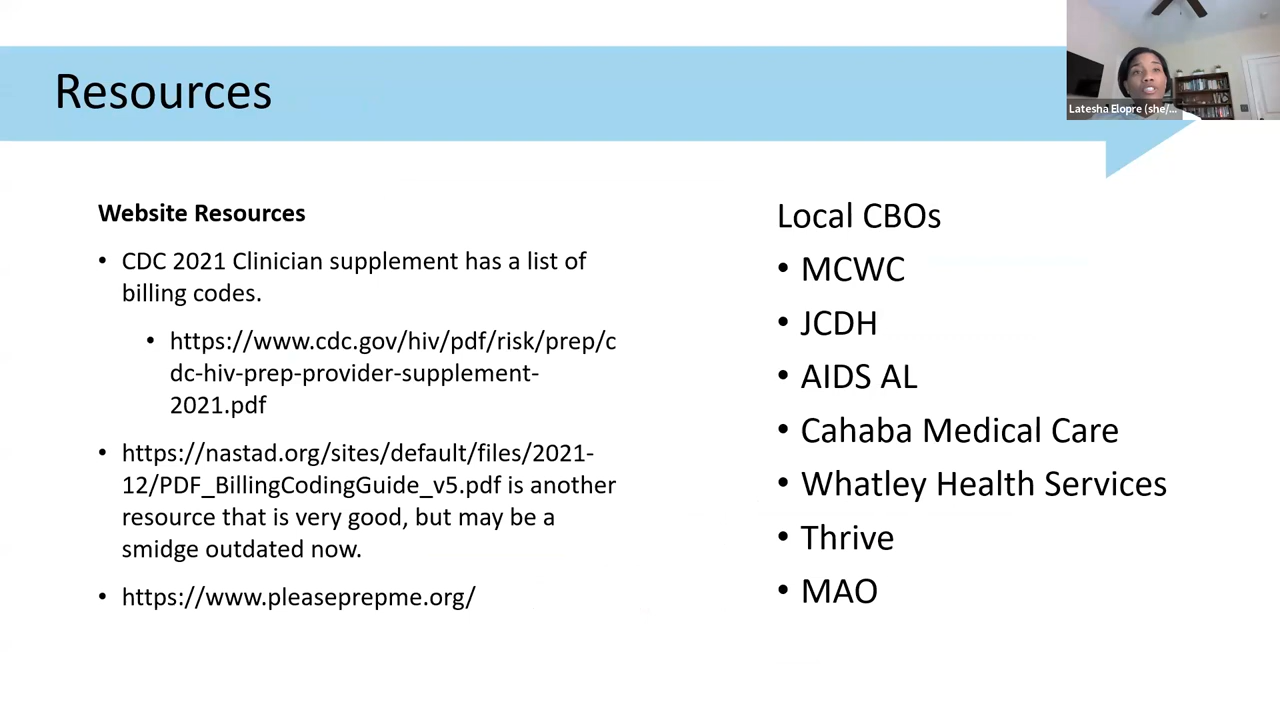 Resources
Latesha Elopre (she/...
Website Resources
• CDC 2021 Clinician supplement has a list of
billing codes.
• https://www.cdc.gov/hiv/pdf/risk/prep/c
dc-hiv-prep-provider-supplement-
2021.pdf
• https://nastad.org/sites/default/files/2021-
12/PDF_BillingCodingGuide_v5.pdf is another
resource that is very good, but may be a
smidge outdated now.
• https://www.pleaseprepme.org/
Local CBOs
• MCWC
• JCDH
• AIDS AL
• Cahaba Medical Care
• Whatley Health Services
• Thrive
• MAO